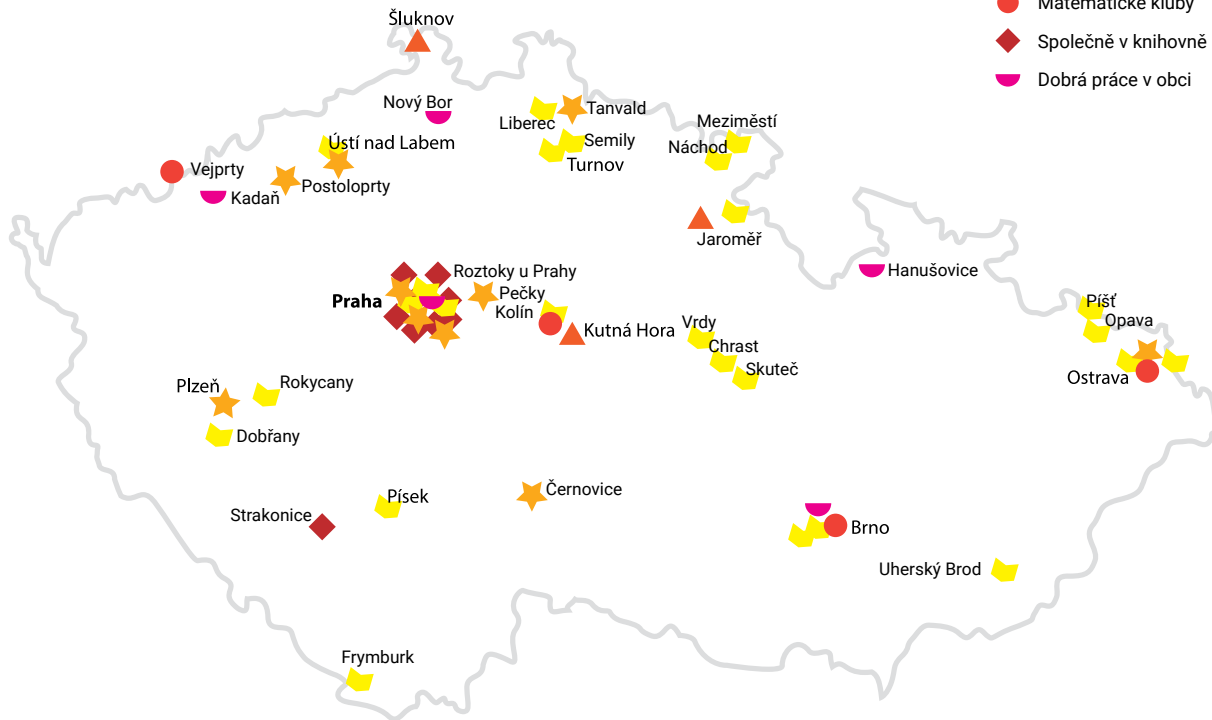 Matematické kluby
Šluknov
Společně v knihovně
Dobrá práce v obci
Nový Bor
Tanvald
Liberec
Meziměstí
Ústí nad Labem
Semily
Náchod
Turnov
Vejprty
Postoloprty
Kadaň
Jaroměř
Roztoky u Prahy
Hanušovice
Praha
Pečky
Kolín
Píšť
Opava
Kutná Hora
Vrdy
Chrast
Skuteč
Ostrava
Plzeň
Rokycany
Dobřany
Písek
Černovice
Strakonice
Brno
Uherský Brod
Frymburk